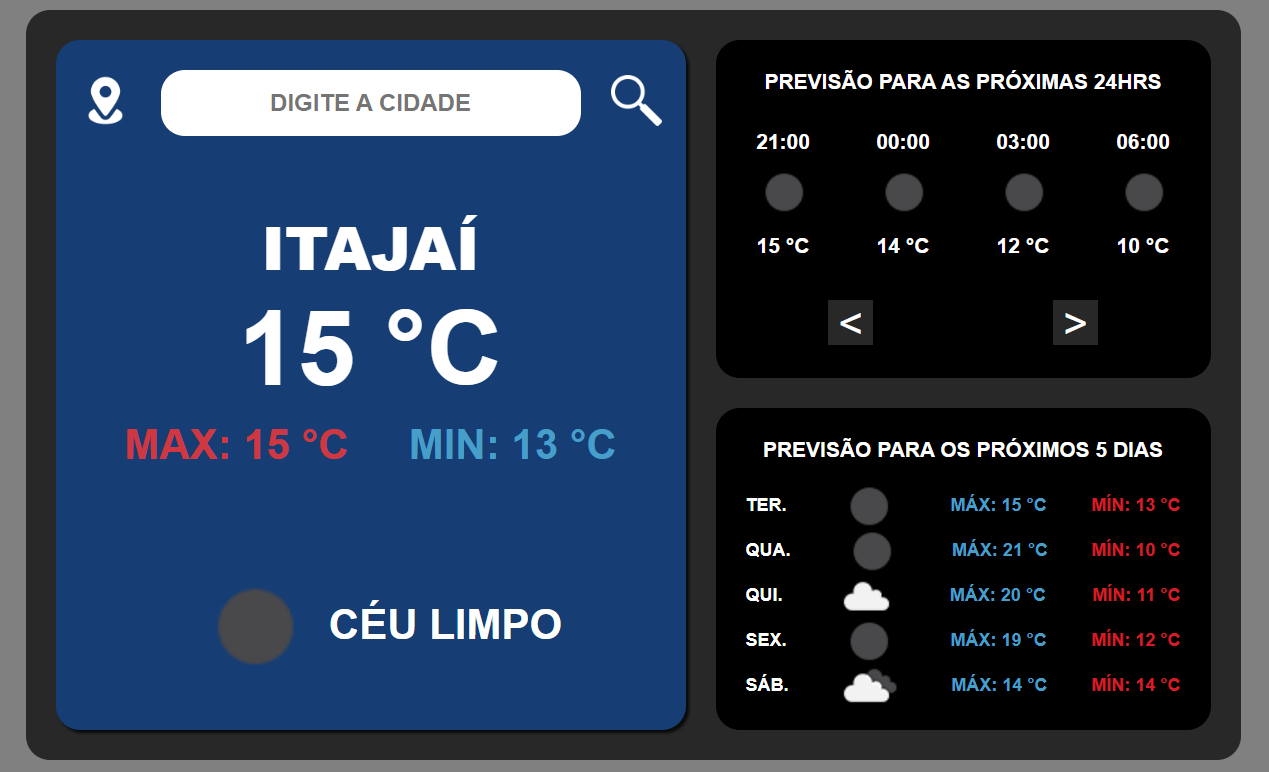 DIGITE A CIDADE
ITAJAÍ
15 °C
MAX: 15 °C MIN: 13 °C
CÉU LIMPO
PREVISÃO PARA AS PRÓXIMAS 24HRS
21:00 00:00 03:00 06:00
15 °C 14 °C 12 °C 10 °C
< >
PREVISÃO PARA OS PRÓXIMOS 5 DIAS
TER. MÁX: 15 °C MÍN: 13 °C
QUA. MÁX: 21 °C MÍN: 10 °C
QUI. MÁX: 20 °C MÍN: 11 °C
SEX. MÁX: 19 °C MÍN: 12 °C
SÁB. MÁX: 14 °C MÍN: 14 °C